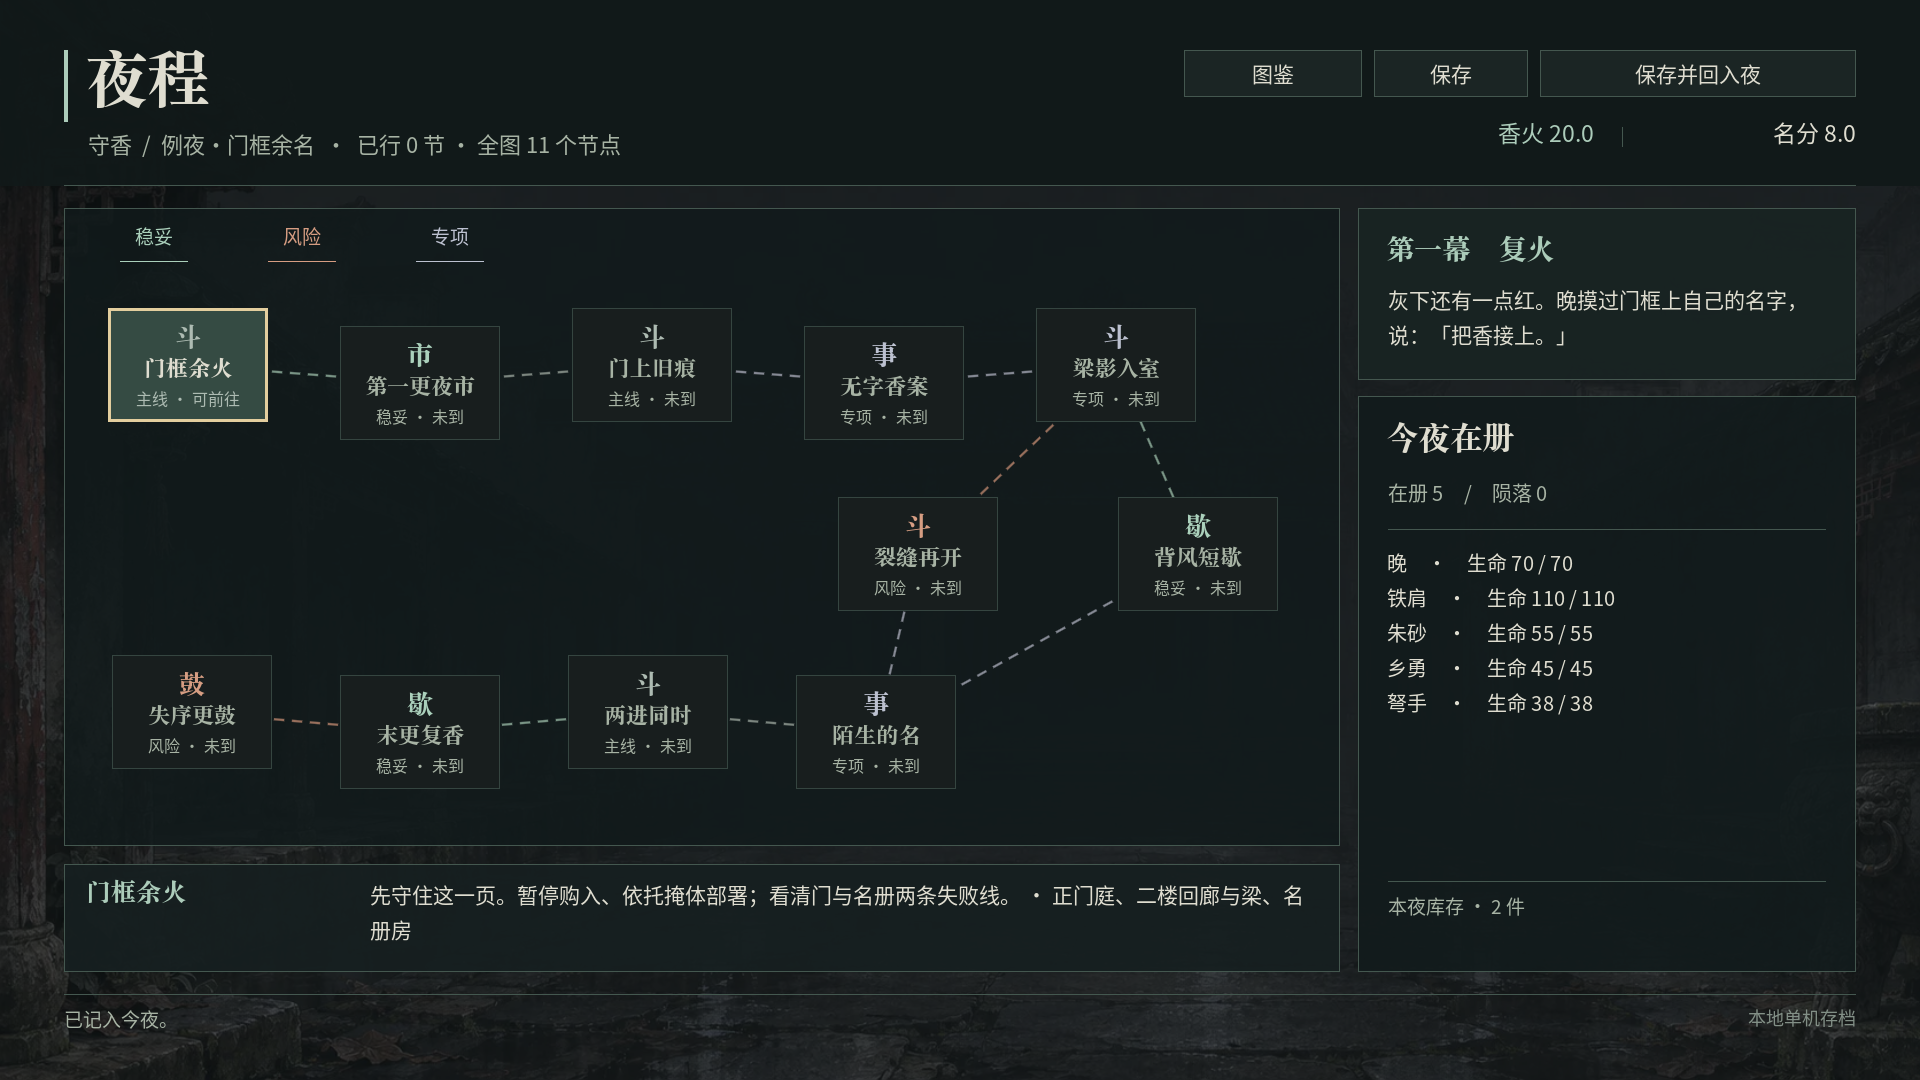 夜程
守香 / 例夜·门框余名 · 已行 0 节 · 全图 11 个节点
图鉴
保存
保存并回入夜
香火 20.0
名分 8.0
稳妥
风险
专项
斗
门框余火
主线 · 可前往
市
第一更夜市
稳妥 · 未到
斗
门上旧痕
主线 · 未到
事
无字香案
专项 · 未到
斗
梁影入室
专项 · 未到
斗
裂缝再开
风险 · 未到
歇
背风短歇
稳妥 · 未到
鼓
失序更鼓
风险 · 未到
歇
末更复香
稳妥 · 未到
斗
两进同时
主线 · 未到
事
陌生的名
专项 · 未到
第一幕 复火
灰下还有一点红。晚摸过门框上自己的名字，
说：「把香接上。」
今夜在册
在册 5 / 陨落 0
晚 · 生命 70 / 70
铁肩 · 生命 110 / 110
朱砂 · 生命 55 / 55
乡勇 · 生命 45 / 45
弩手 · 生命 38 / 38
本夜库存 · 2 件
门框余火
先守住这一页。暂停购入、依托掩体部署；看清门与名册两条失败线。 · 正门庭、二楼回廊与梁、名
册房
已记入今夜。
本地单机存档